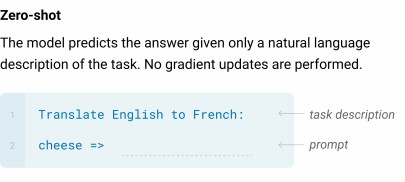 Zero-shot
The model predicts the answer given only a natural language
description of the task. No gradient updates are performed.
1 Translate English to French: ← task description
2 cheese => ← prompt